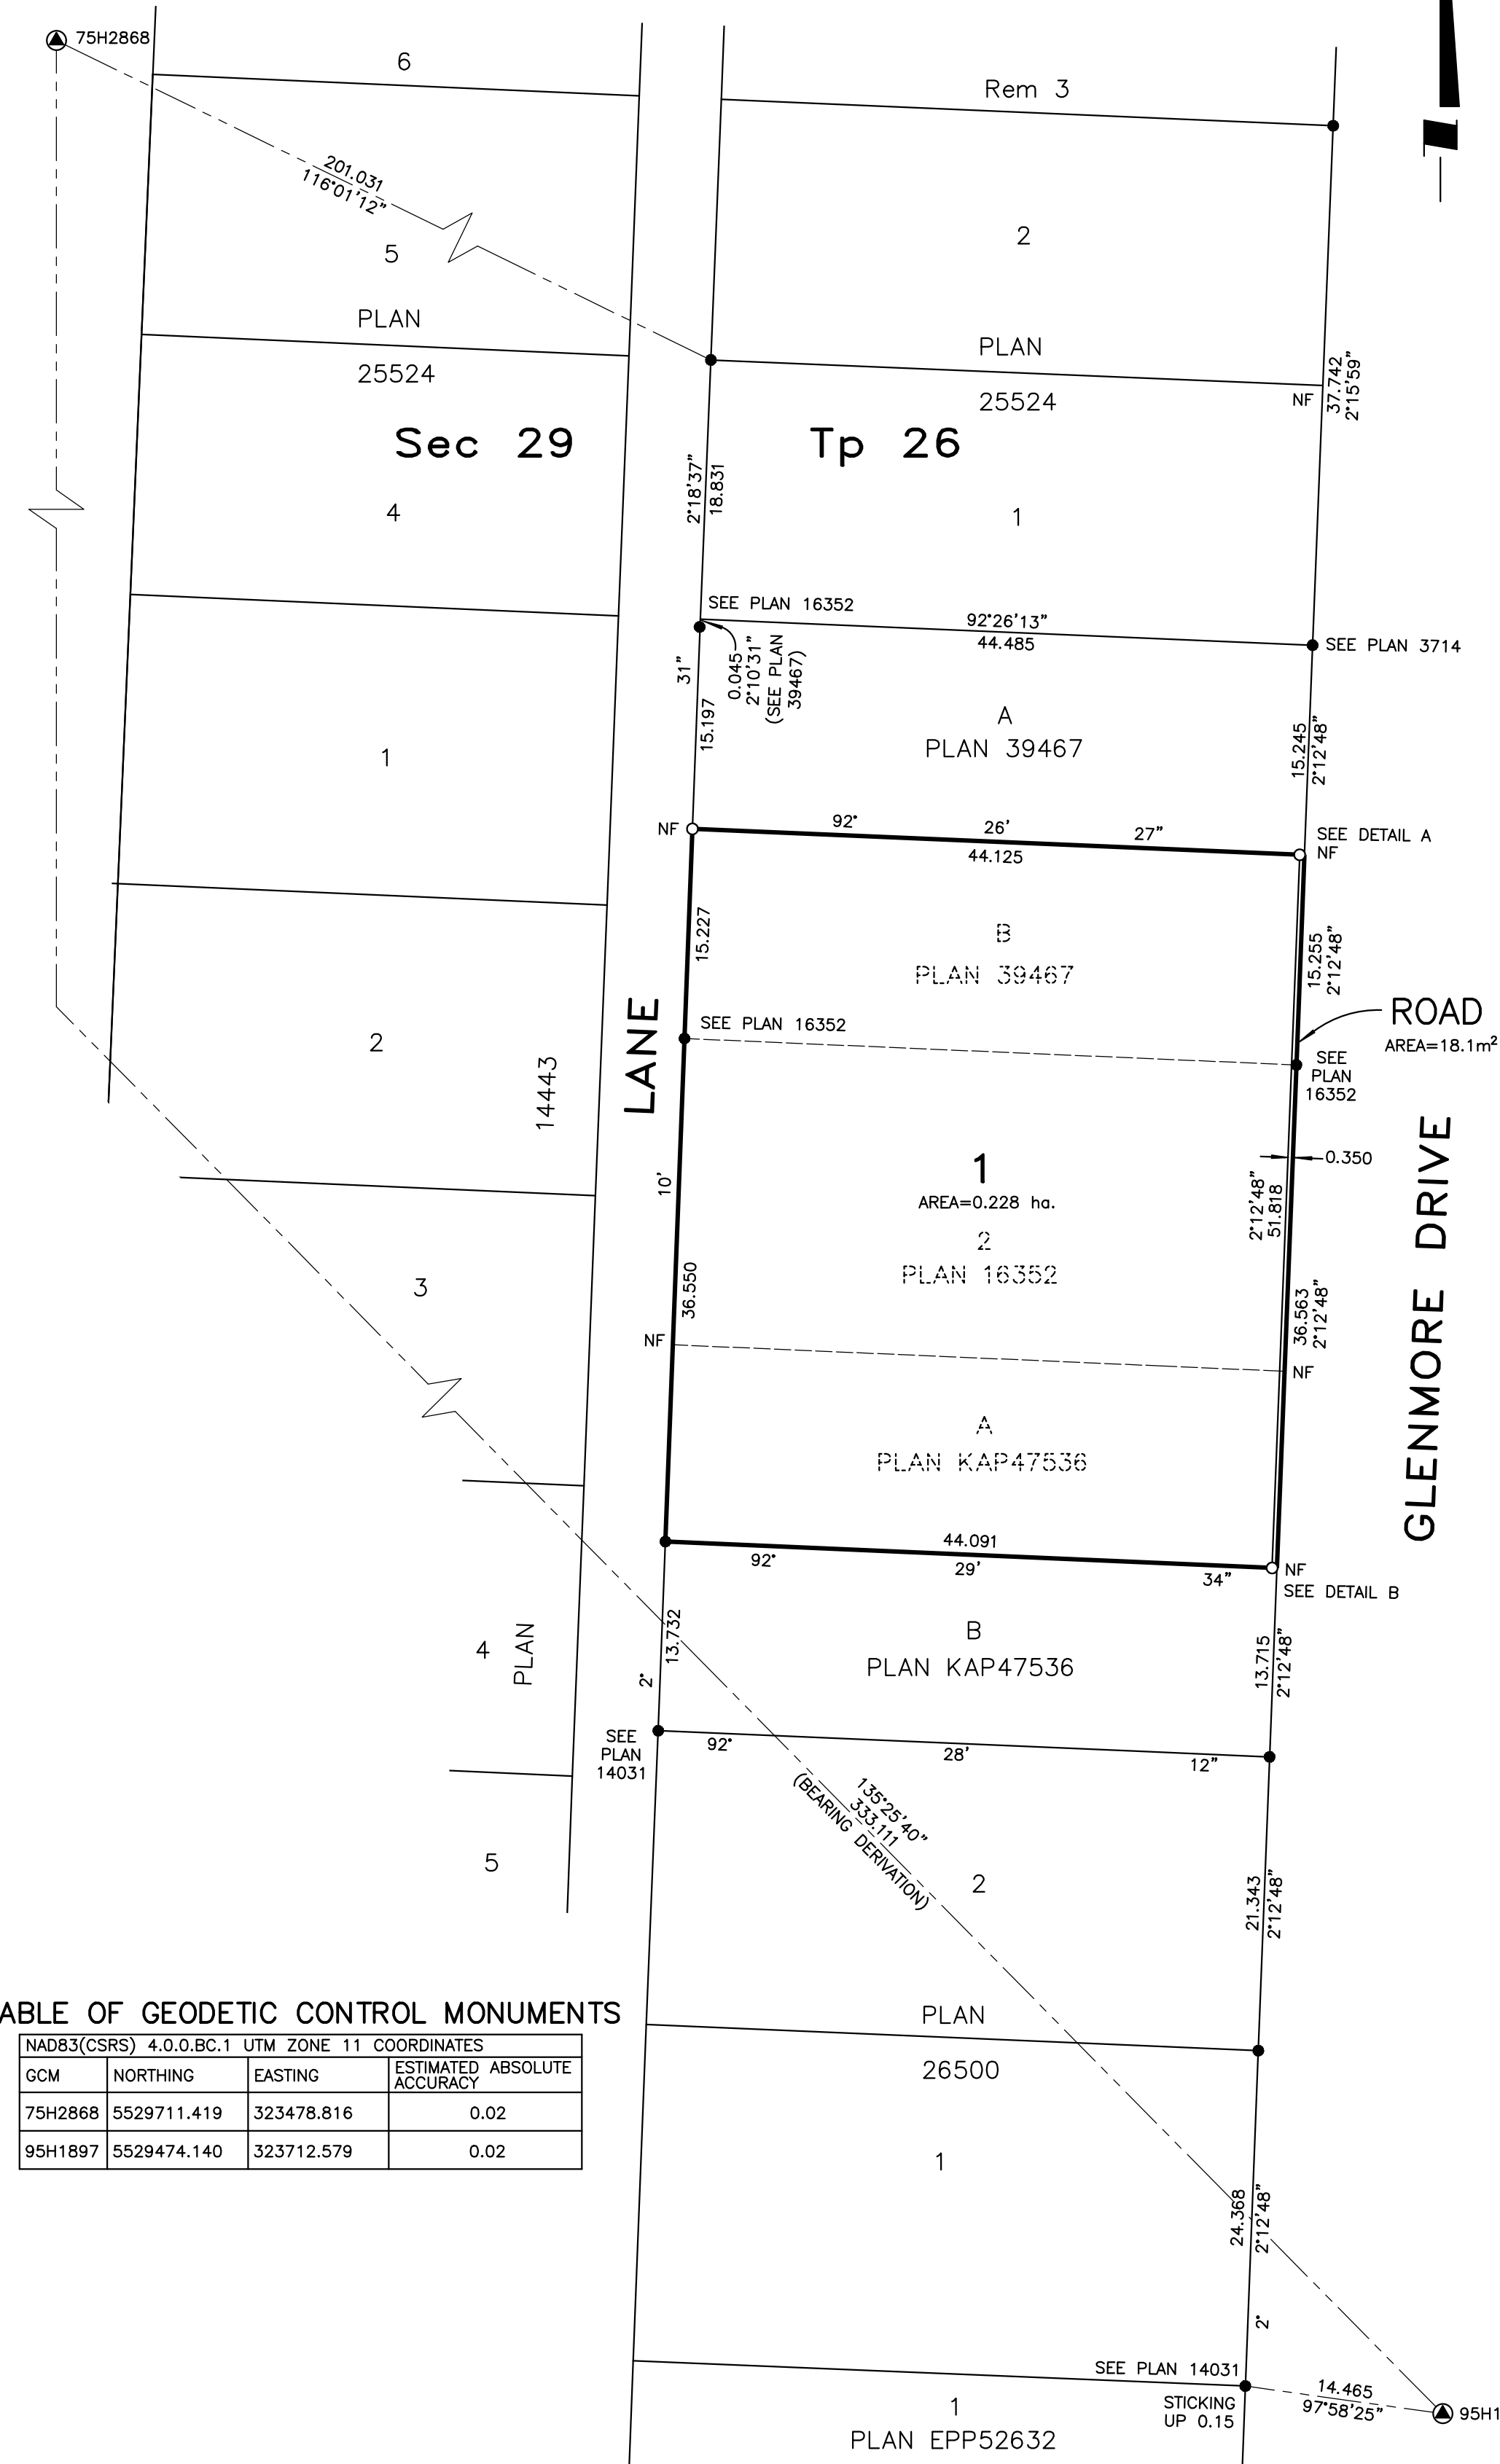 75H2868
6
Rem 3
201.031
116°01'12"
5
2
PLAN
25524
PLAN
25524
NF
37.742
2°15'59"
Sec 29
Tp 26
4
1
2°18'37"
18.831
SEE PLAN 16352
92°26'13"
44.485
SEE PLAN 3714
31"
0.045
2°10'31"
(SEE PLAN
39467)
15.197
A
PLAN 39467
15.245
2°12'48"
1
NF
92°
26'
27"
44.125
SEE DETAIL A
NF
15.227
B
PLAN 39467
15.255
2°12'48"
LANE
SEE PLAN 16352
ROAD
AREA=18.1m²
SEE
PLAN
16352
2
14443
10'
1
AREA=0.228 ha.
2
PLAN 16352
0.350
2°12'48"
51.818
GLENMORE DRIVE
3
36.550
36.563
2°12'48"
NF
NF
A
PLAN KAP47536
44.091
92°
29'
34"
NF
SEE DETAIL B
13.732
2°
B
PLAN KAP47536
13.715
2°12'48"
4
PLAN
SEE
PLAN
14031
92°
28'
12"
135°25'40"
333.111
(BEARING DERIVATION)
5
2
21.343
2°12'48"
PLAN
26500
ABLE OF GEODETIC CONTROL MONUMENTS
NAD83(CSRS) 4.0.0.BC.1 UTM ZONE 11 COORDINATES
GCM NORTHING EASTING ESTIMATED ABSOLUTE
ACCURACY
75H2868 5529711.419 323478.816 0.02
95H1897 5529474.140 323712.579 0.02
1
24.368
2°12'48"
2°
SEE PLAN 14031
STICKING
UP 0.15
14.465
97°58'25"
95H1
1
PLAN EPP52632